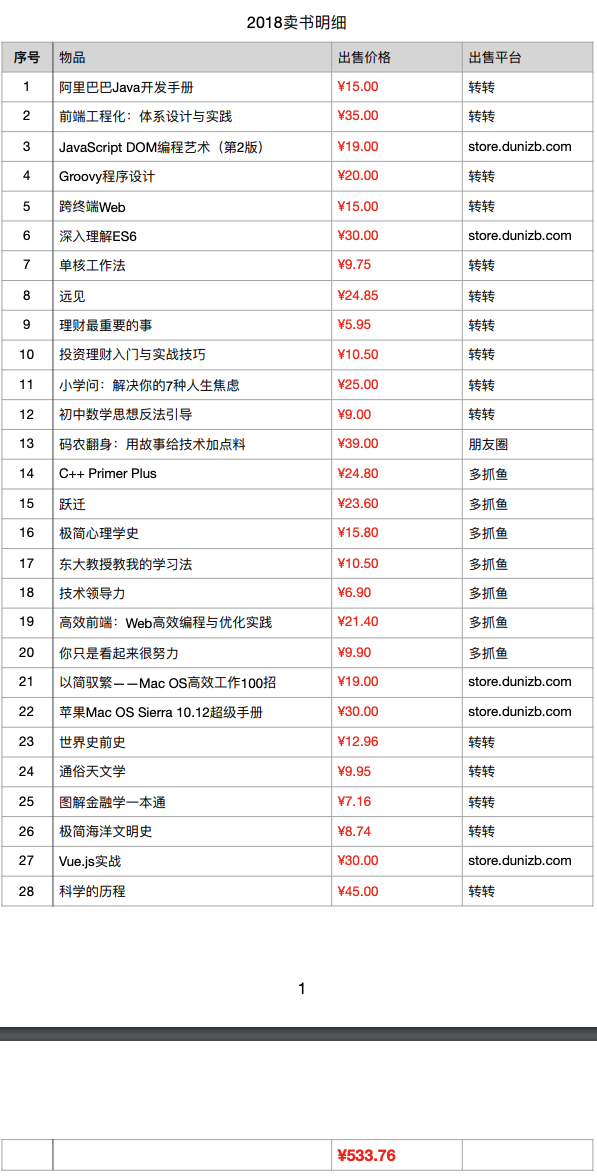 2018卖书明细
序号 物品 出售价格 出售平台
1 阿里巴巴Java开发手册 ¥15.00 转转
2 前端工程化：体系设计与实践 ¥35.00 转转
3 JavaScript DOM编程艺术（第2版） ¥19.00 store.dunizb.com
4 Groovy程序设计 ¥20.00 转转
5 跨终端Web ¥15.00 转转
6 深入理解ES6 ¥30.00 store.dunizb.com
7 单核工作法 ¥9.75 转转
8 远见 ¥24.85 转转
9 理财最重要的事 ¥5.95 转转
10 投资理财入门与实战技巧 ¥10.50 转转
11 小学问：解决你的7种人生焦虑 ¥25.00 转转
12 初中数学思想反法引导 ¥9.00 转转
13 码农翻身：用故事给技术加点料 ¥39.00 朋友圈
14 C++ Primer Plus ¥24.80 多抓鱼
15 跃迁 ¥23.60 多抓鱼
16 极简心理学史 ¥15.80 多抓鱼
17 东大教授教我的学习法 ¥10.50 多抓鱼
18 技术领导力 ¥6.90 多抓鱼
19 高效前端：Web高效编程与优化实践 ¥21.40 多抓鱼
20 你只是看起来很努力 ¥9.90 多抓鱼
21 以简驭繁——Mac OS高效工作100招 ¥19.00 store.dunizb.com
22 苹果Mac OS Sierra 10.12超级手册 ¥30.00 store.dunizb.com
23 世界史前史 ¥12.96 转转
24 通俗天文学 ¥9.95 转转
25 图解金融学一本通 ¥7.16 转转
26 极简海洋文明史 ¥8.74 转转
27 Vue.js实战 ¥30.00 store.dunizb.com
28 科学的历程 ¥45.00 转转
1
¥533.76